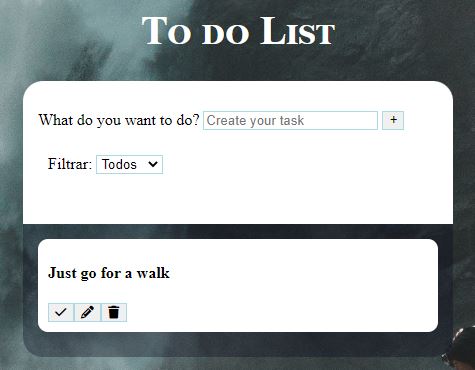 To do List
What do you want to do? Create your task +
Filtrar: Todos
Just go for a walk